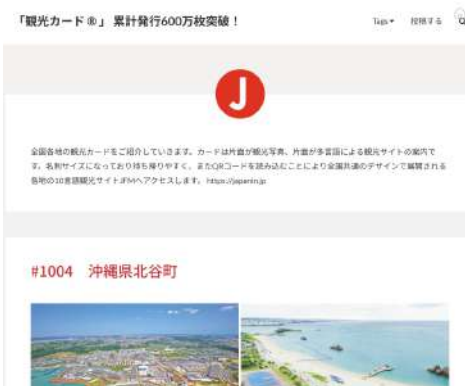 「観光カード®」 累計発行600万枚突破！
Tags 投稿する
J
全国各地の観光カードをご紹介していきます。カードは片面が観光写真、片面が多言語による観光サイトの案内で
す。名刺サイズになっており持ち帰りやすく、またQRコードを読み込むことにより全国共通のデザインで展開される
各地の10言語観光サイトJFMへアクセスします。 https://japanin.jp
#1004 沖縄県北谷町